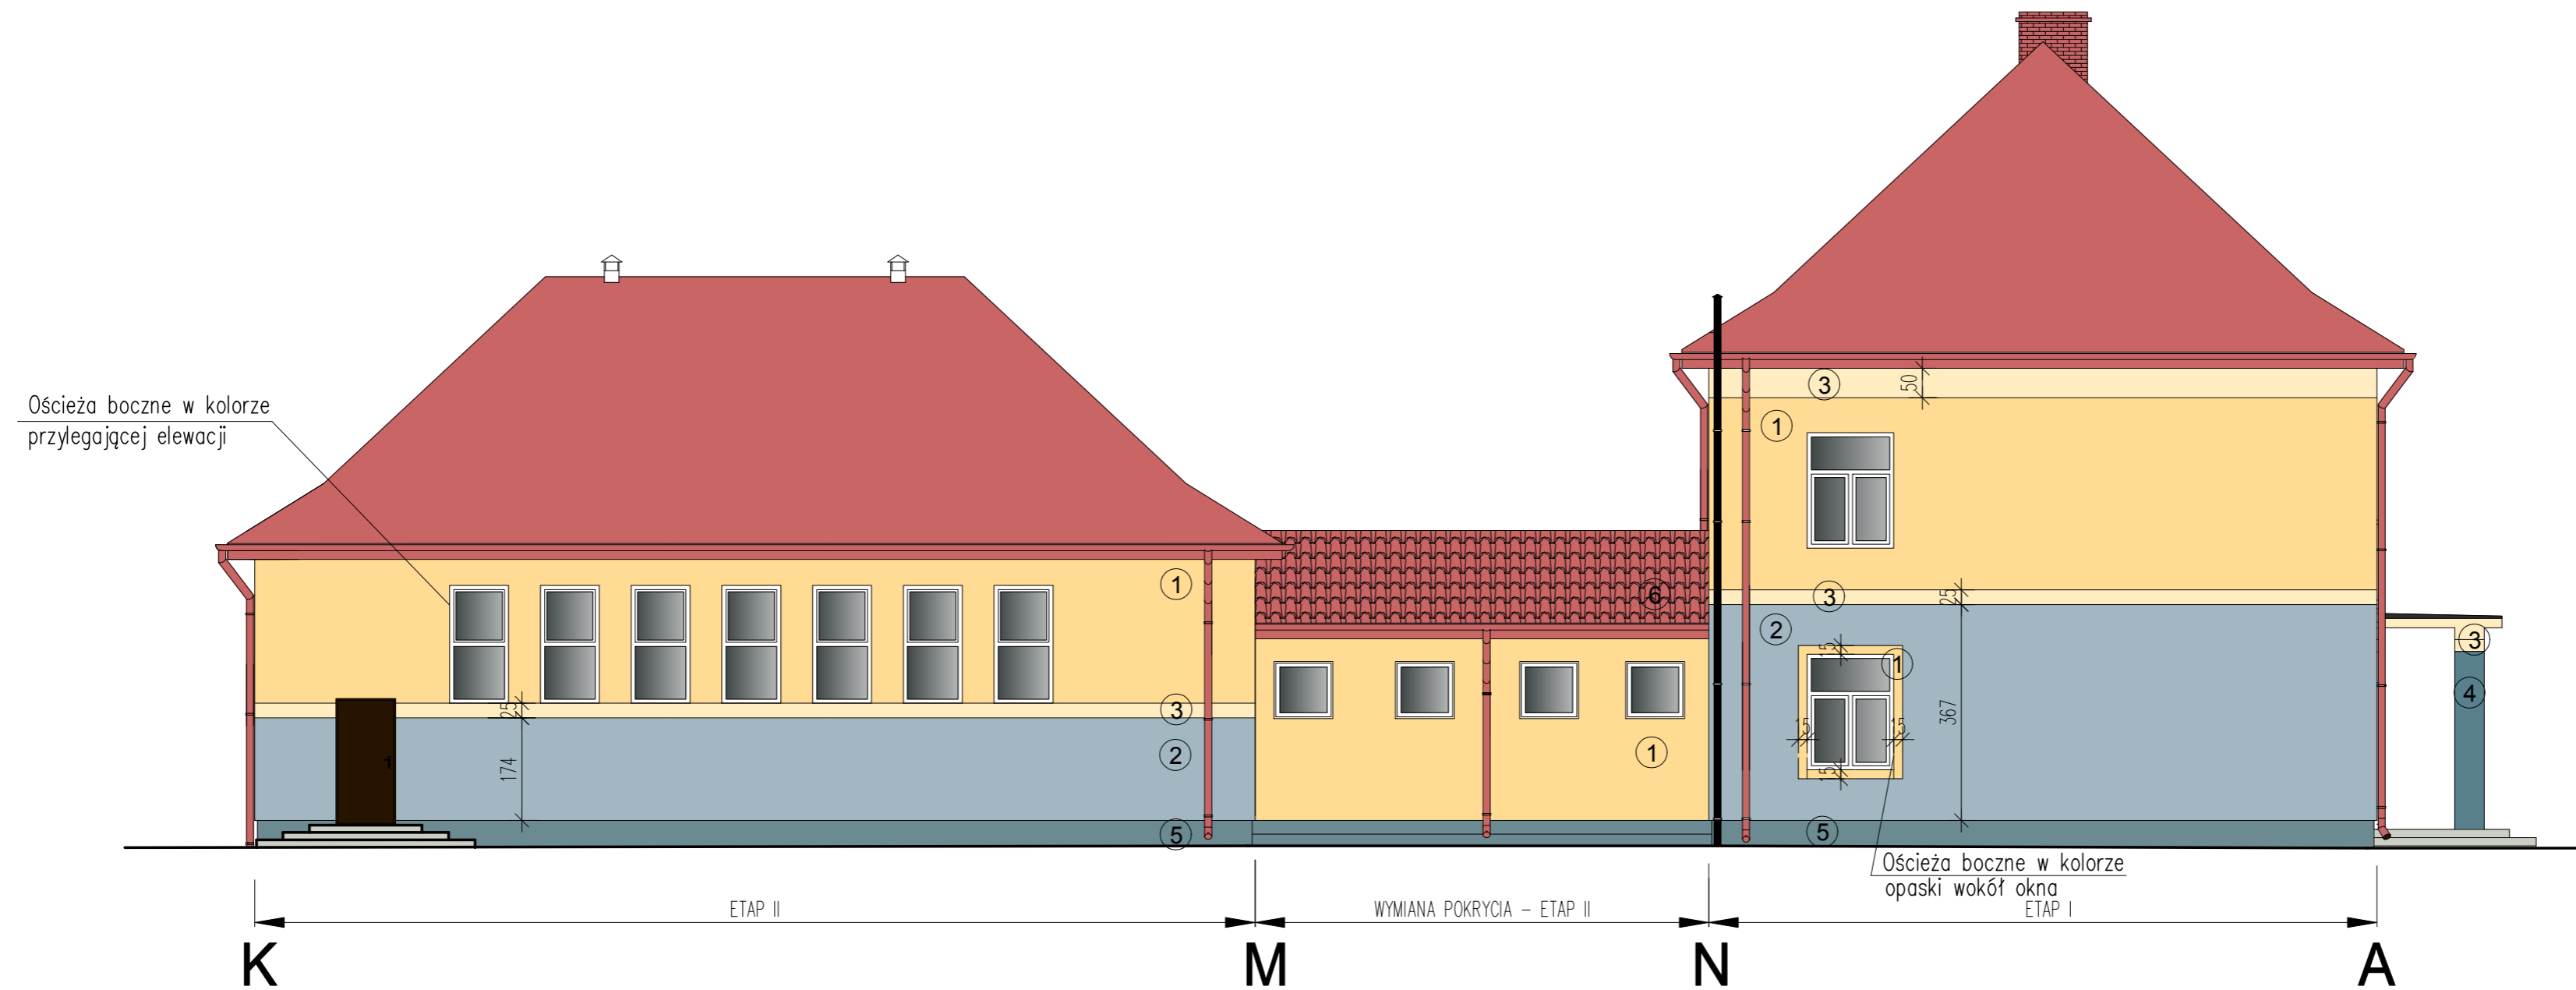 Ościeża boczne w kolorze
przylegającej elewacji
3
50
1
1
6
3
25
2
15
1
3
4
3
25
2
174
1
15
15
367
15
5
5
Ościeża boczne w kolorze
opaski wokół okna
ETAP II
WYMIANA POKRYCIA – ETAP II
ETAP I
K
M
N
A